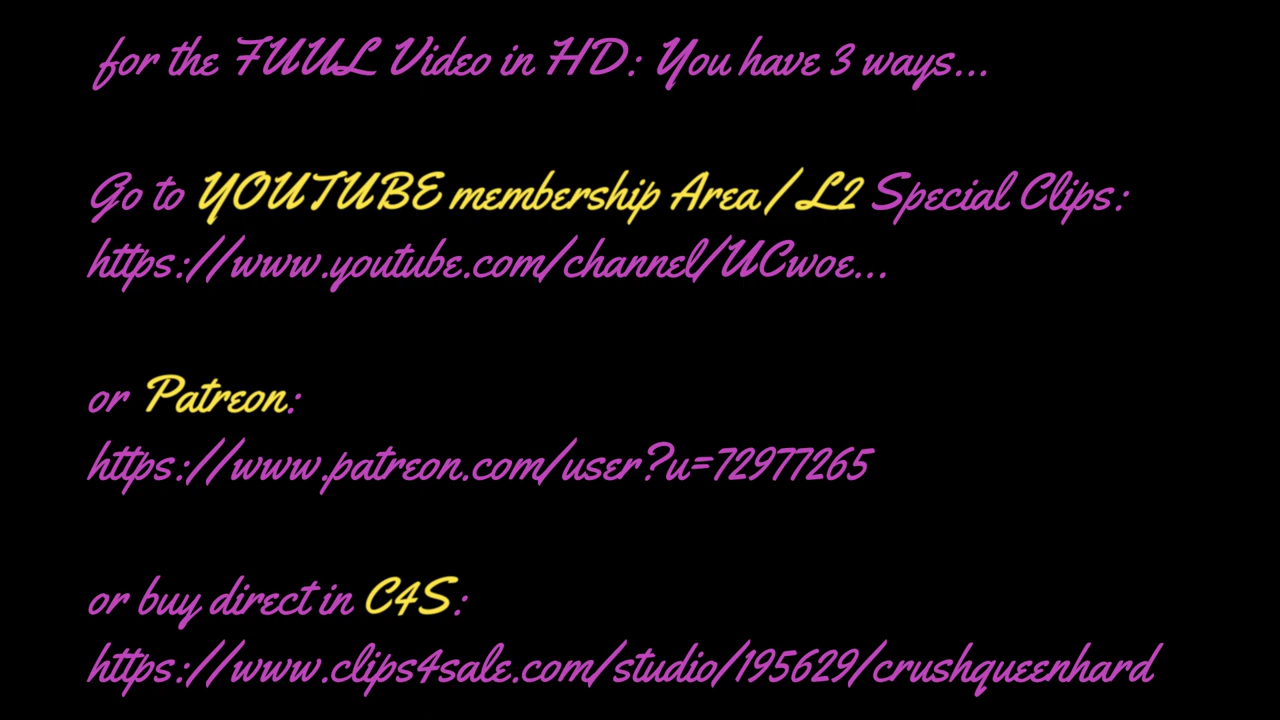 for the FUUL Video in HD: You have 3 ways...
Go to YOUTUBE membership Area / L2 Special Clips:
https://www.youtube.com/channel/UCwoe...
or Patreon:
https://www.patreon.com/user?u=72977265
or buy direct in C4S:
https://www.clips4sale.com/studio/195629/crushqueenhard